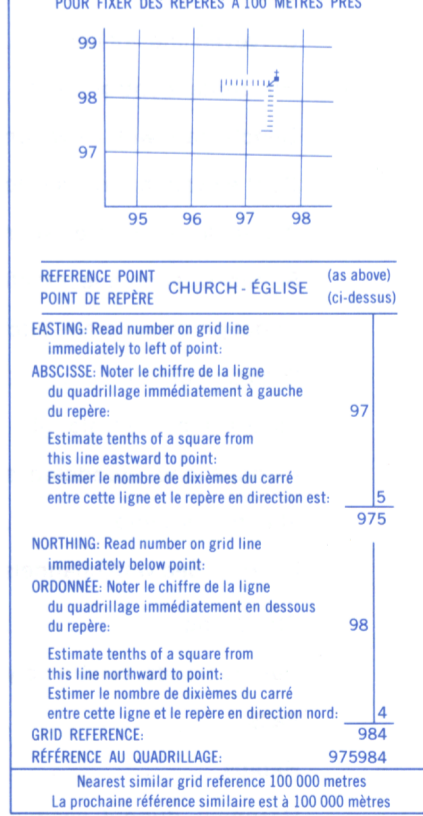 POUR FIXER DES REPÈRES À 100 MÈTRES PRÈS
99
98
97
95 96 97 98
REFERENCE POINT
POINT DE REPÈRE
CHURCH - ÉGLISE
(as above)
(ci-dessus)
EASTING: Read number on grid line
immediately to left of point:
ABSCISSE: Noter le chiffre de la ligne
du quadrillage immédiatement à gauche
du repère: 97
Estimate tenths of a square from
this line eastward to point:
Estimer le nombre de dixièmes du carré
entre cette ligne et le repère en direction est: 5
975
NORTHING: Read number on grid line
immediately below point:
ORDONNÉE: Noter le chiffre de la ligne
du quadrillage immédiatement en dessous
du repère: 98
Estimate tenths of a square from
this line northward to point:
Estimer le nombre de dixièmes du carré
entre cette ligne et le repère en direction nord: 4
GRID REFERENCE: 984
RÉFÉRENCE AU QUADRILLAGE: 975984
Nearest similar grid reference 100 000 metres
La prochaine référence similaire est à 100 000 mètres